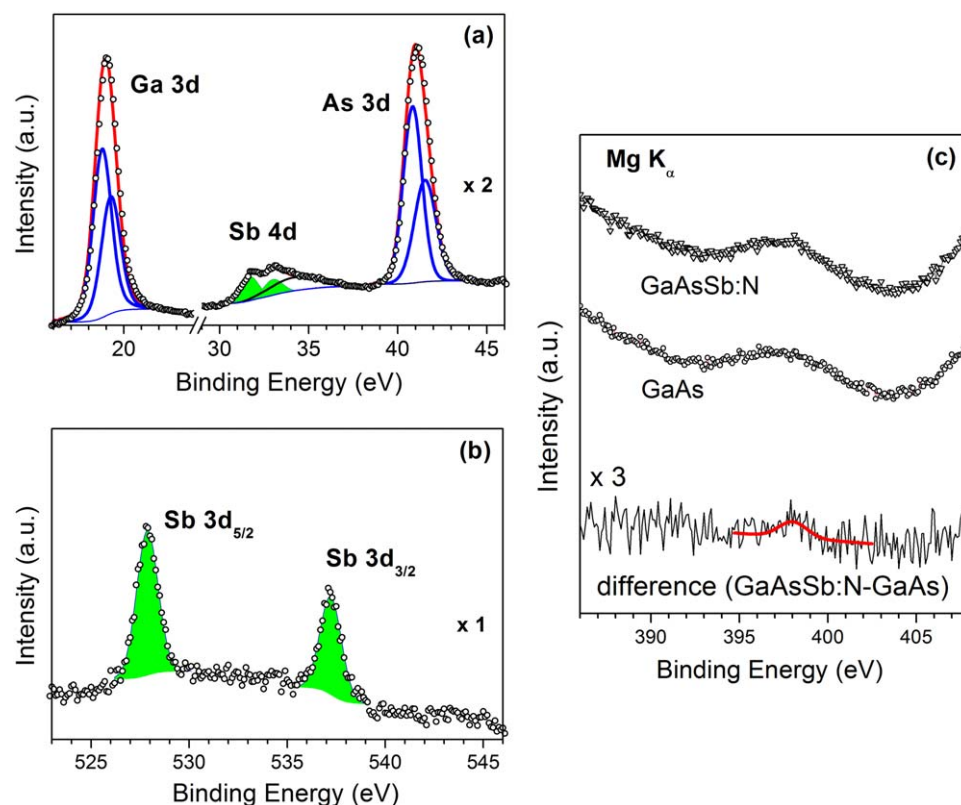 (a)
Ga 3d
As 3d
x 2
Sb 4d
Intensity (a.u.)
20 30 35 40 45
Binding Energy (eV)
(b)
Sb 3d5/2
Sb 3d3/2
x 1
Intensity (a.u.)
525 530 535 540 545
Binding Energy (eV)
Mg Kα
(c)
GaAsSb:N
GaAs
x 3
difference (GaAsSb:N-GaAs)
Intensity (a.u.)
390 395 400 405
Binding Energy (eV)